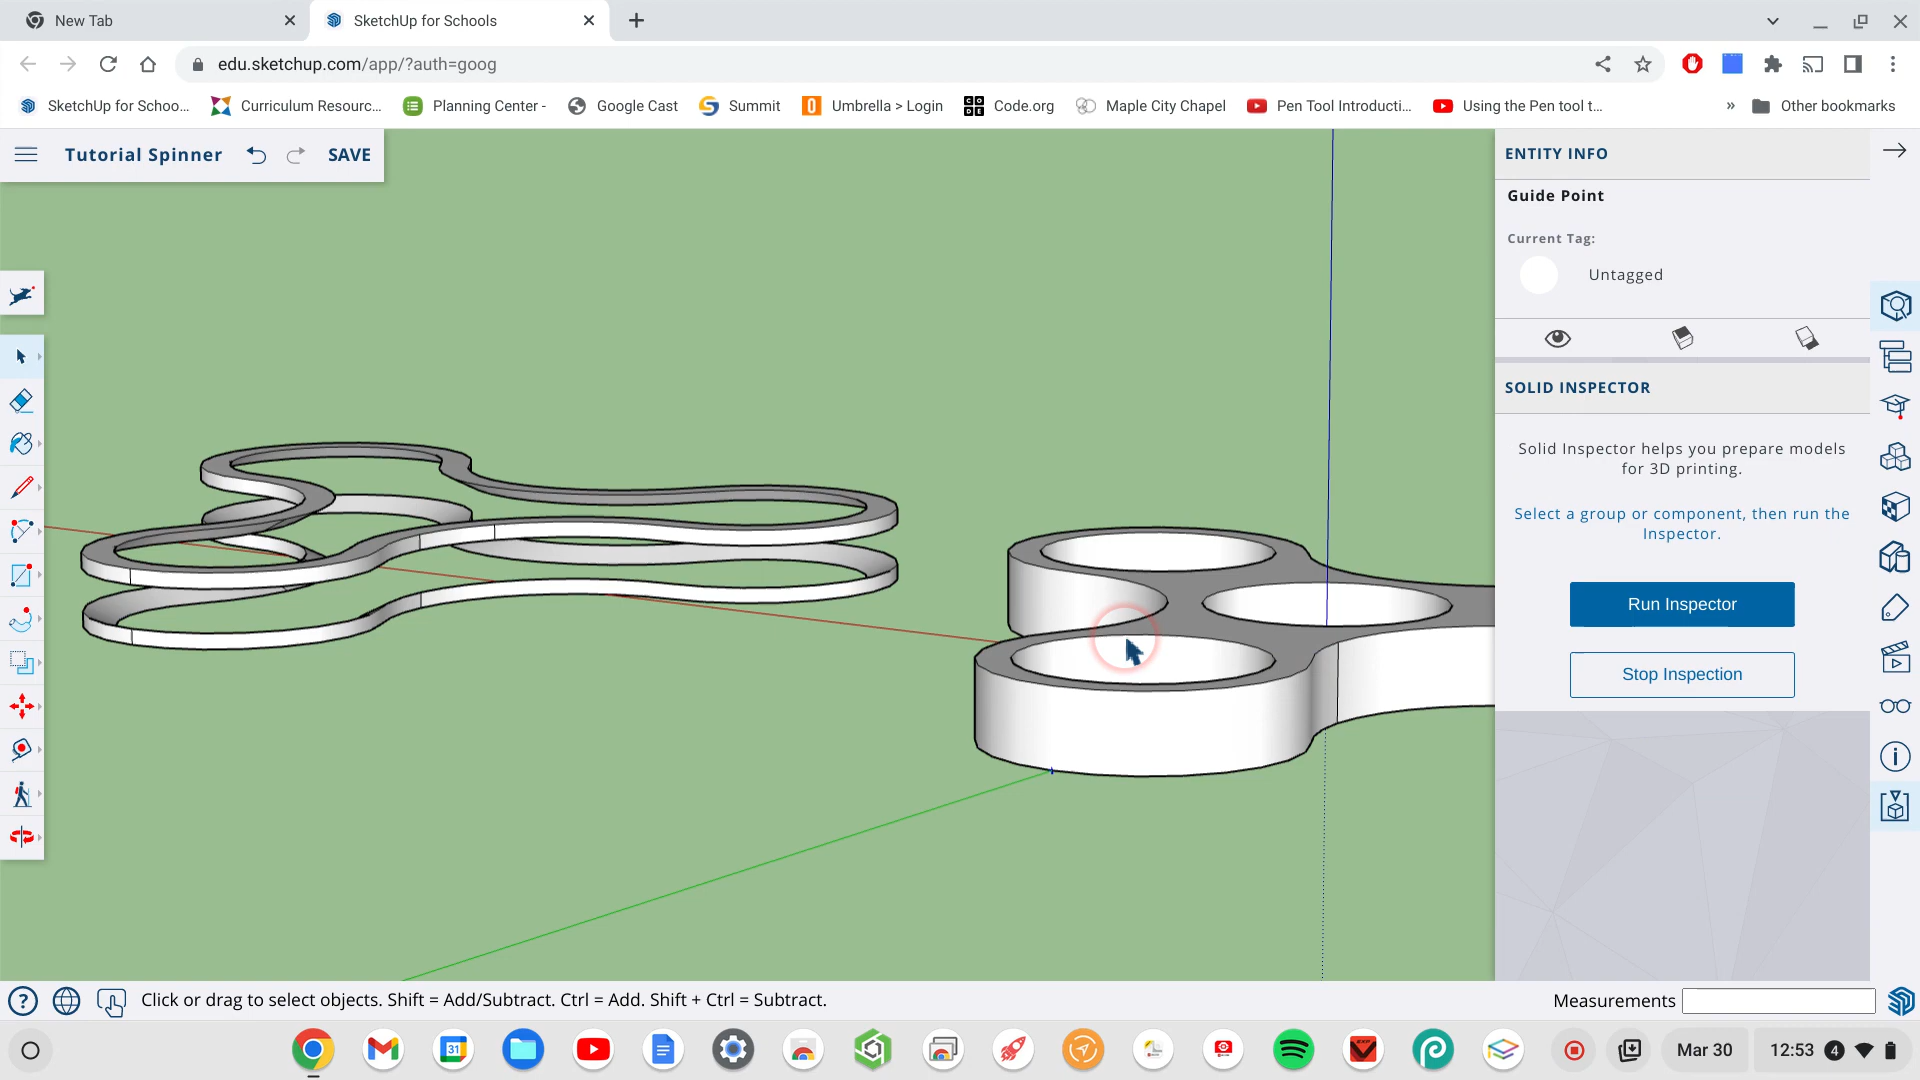 New Tab
SketchUp for Schools
edu.sketchup.com/app/?auth=goog
SketchUp for Schoo...
Curriculum Resourc...
Planning Center -
Google Cast
Summit
Umbrella > Login
Code.org
Maple City Chapel
Pen Tool Introducti...
Using the Pen tool t...
»
Other bookmarks
Tutorial Spinner
SAVE
ENTITY INFO
Guide Point
Current Tag:
Untagged
SOLID INSPECTOR
Solid Inspector helps you prepare models
for 3D printing.
Select a group or component, then run the
Inspector.
Run Inspector
Stop Inspection
Click or drag to select objects. Shift = Add/Subtract. Ctrl = Add. Shift + Ctrl = Subtract.
Measurements
31
Mar 30
12:53
4